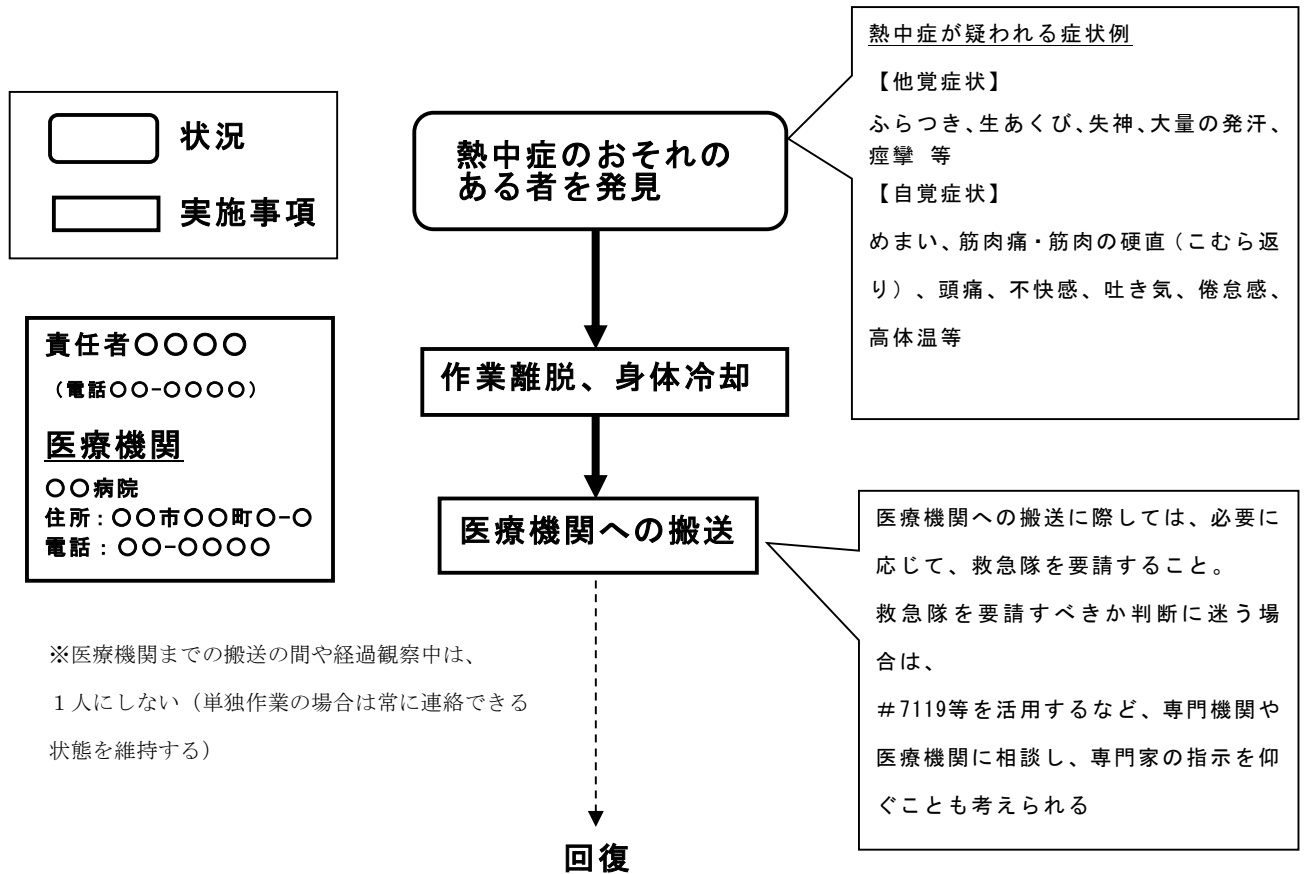 状況
実施事項
責任者〇〇〇〇
（電話〇〇-〇〇〇〇）
医療機関
〇〇病院
住所：〇〇市〇〇町〇-〇
電話：〇〇-〇〇〇〇
※医療機関までの搬送の間や経過観察中は、
１人にしない（単独作業の場合は常に連絡できる
状態を維持する）
熱中症のおそれの
ある者を発見
作業離脱、身体冷却
医療機関への搬送
回復
熱中症が疑われる症状例
【他覚症状】
ふらつき、生あくび、失神、大量の発汗、
痙攣 等
【自覚症状】
めまい、筋肉痛・筋肉の硬直（こむら返
り）、頭痛、不快感、吐き気、倦怠感、
高体温等
医療機関への搬送に際しては、必要に
応じて、救急隊を要請すること。
救急隊を要請すべきか判断に迷う場
合は、
＃7119等を活用するなど、専門機関や
医療機関に相談し、専門家の指示を仰
ぐことも考えられる